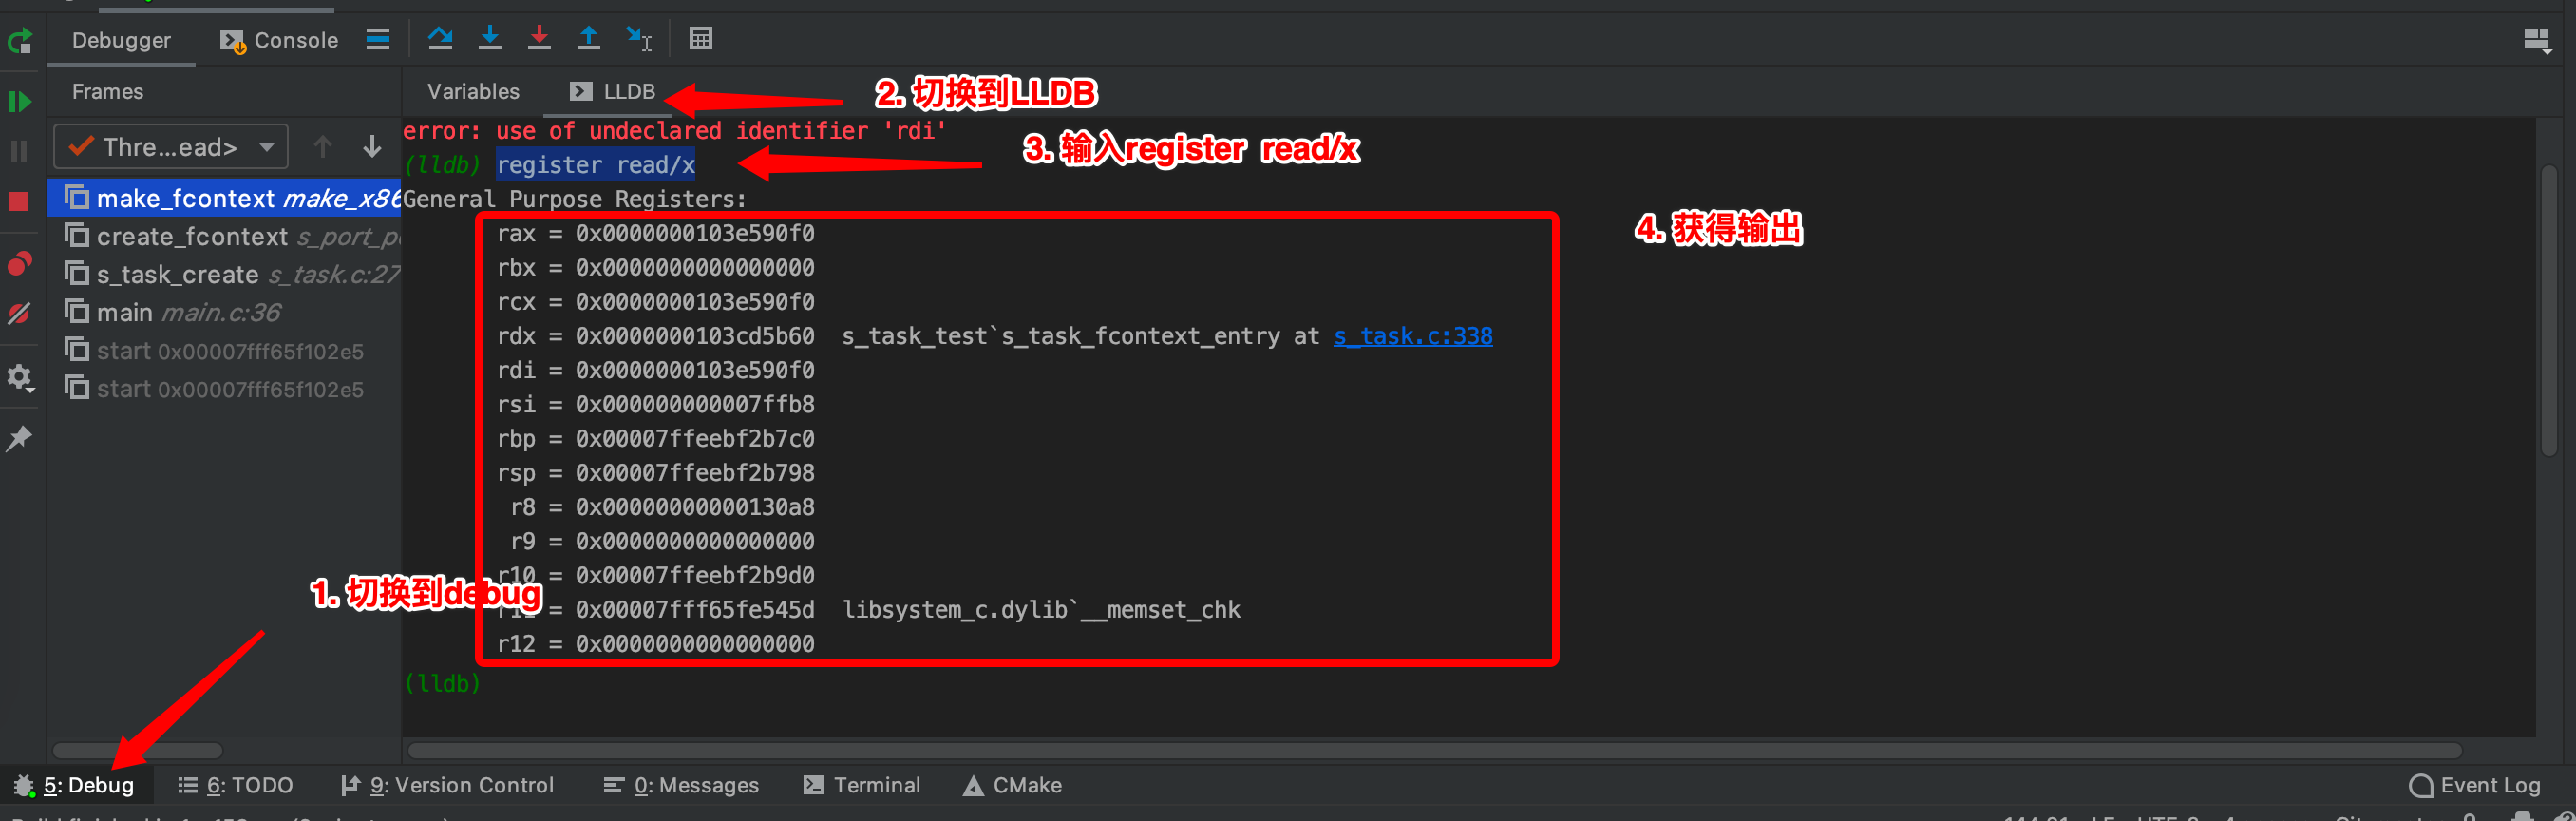 Debugger
Console
Frames
Variables
LLDB
2. 切换到LLDB
error: use of undeclared identifier 'rdi'
Thre...ead>
(lldb) register read/x
3. 输入register read/x
make_fcontext make_x86
General Purpose Registers:
create_fcontext s_port_p
s_task_create s_task.c:27
main main.c:36
start 0x00007fff65f102e5
start 0x00007fff65f102e5
4. 获得输出
rax = 0x0000000103e590f0
rbx = 0x0000000000000000
rcx = 0x0000000103e590f0
rdx = 0x0000000103cd5b60 s_task_test`s_task_fcontext_entry at s_task.c:338
rdi = 0x0000000103e590f0
rsi = 0x000000000007ffb8
rbp = 0x00007ffeebf2b7c0
rsp = 0x00007ffeebf2b798
r8 = 0x00000000000130a8
r9 = 0x0000000000000000
r10 = 0x00007ffeebf2b9d0
1. 切换到debug
r11 = 0x00007fff65fe545d libsystem_c.dylib`__memset_chk
r12 = 0x0000000000000000
(lldb)
5: Debug
6: TODO
9: Version Control
0: Messages
Terminal
CMake
Event Log